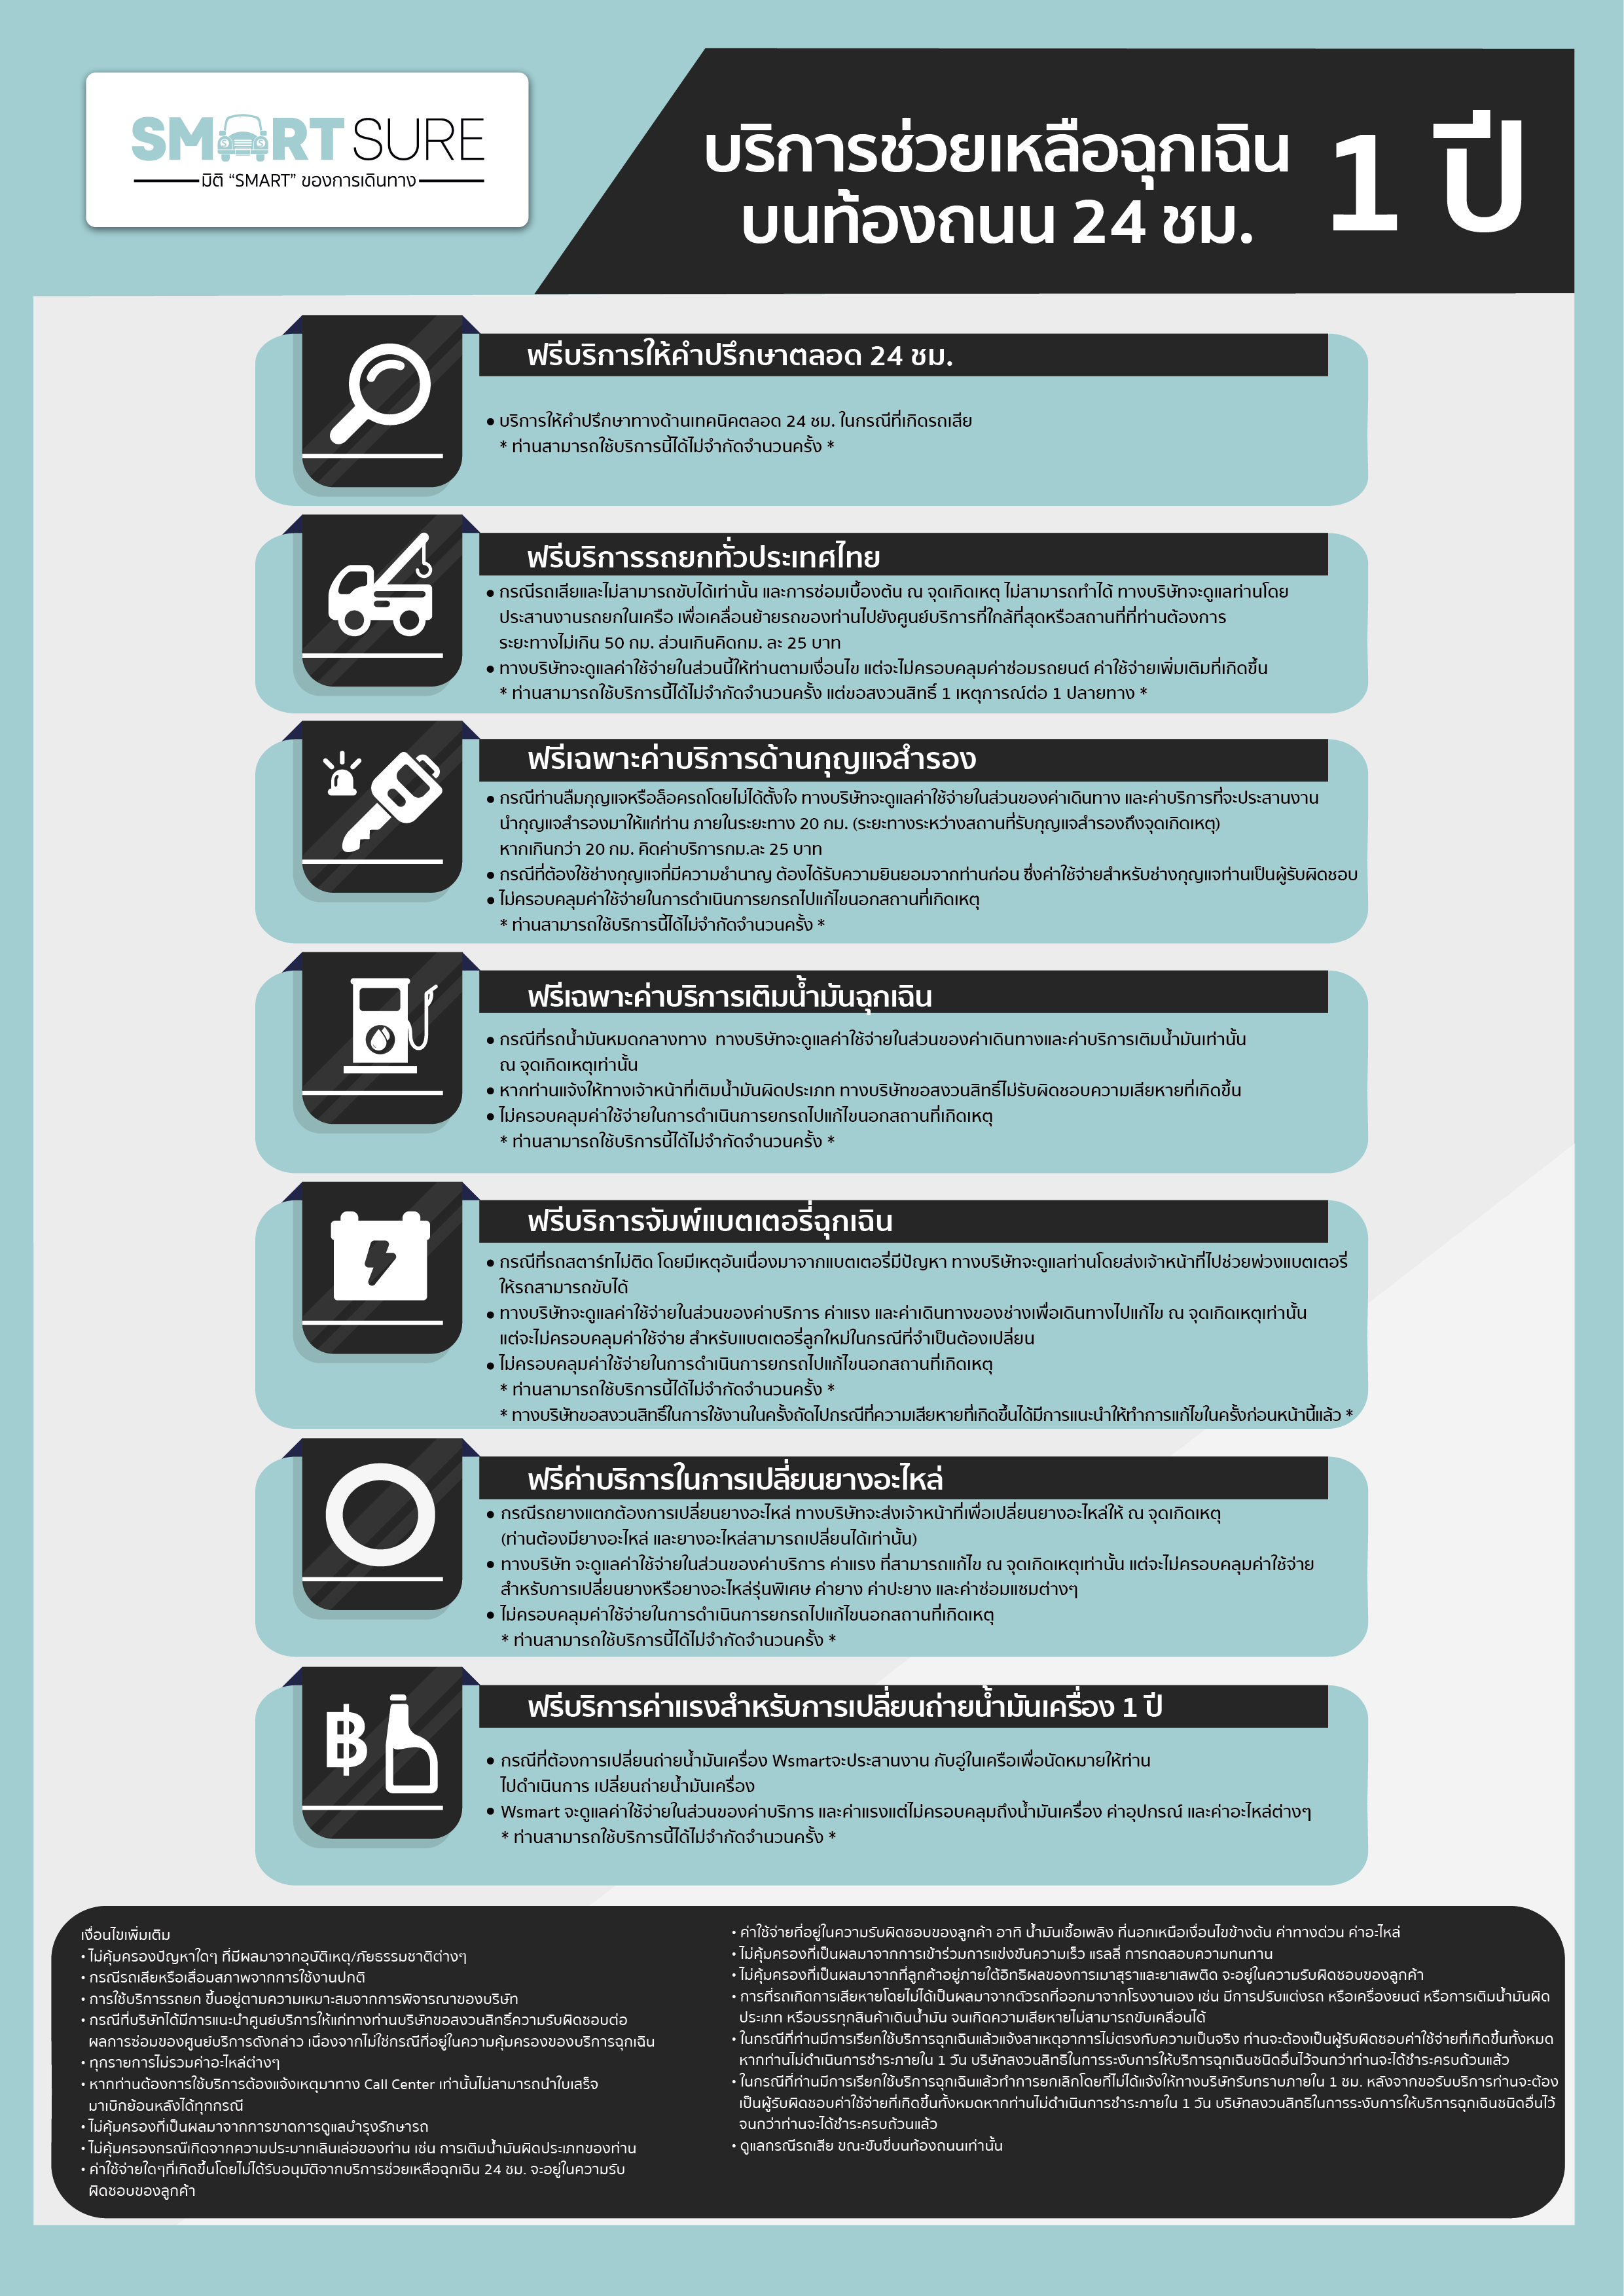 SMART SURE
มิติ “SMART” ของการเดินทาง
บริการช่วยเหลือฉุกเฉิน
บนท้องถนน 24 ชม.
1 ปี
ฟรีบริการให้คำปรึกษาตลอด 24 ชม.
● บริการให้คำปรึกษาทางด้านเทคนิคตลอด 24 ชม. ในกรณีที่เกิดรถเสีย
* ท่านสามารถใช้บริการนี้ได้ไม่จำกัดจำนวนครั้ง *
ฟรีบริการรถยกทั่วประเทศไทย
● กรณีรถเสียและไม่สามารถขับได้เท่านั้น และการซ่อมเบื้องต้น ณ จุดเกิดเหตุ ไม่สามารถทำได้ ทางบริษัทจะดูแลท่านโดย
ประสานงานรถยกในเครือ เพื่อเคลื่อนย้ายรถของท่านไปยังศูนย์บริการที่ใกล้ที่สุดหรือสถานที่ที่ท่านต้องการ
ระยะทางไม่เกิน 50 กม. ส่วนเกินคิดกม. ละ 25 บาท
● ทางบริษัทจะดูแลค่าใช้จ่ายในส่วนนี้ให้ท่านตามเงื่อนไข แต่จะไม่ครอบคลุมค่าซ่อมรถยนต์ ค่าใช้จ่ายเพิ่มเติมที่เกิดขึ้น
* ท่านสามารถใช้บริการนี้ได้ไม่จำกัดจำนวนครั้ง แต่ขอสงวนสิทธิ์ 1 เหตุการณ์ต่อ 1 ปลายทาง *
ฟรีเฉพาะค่าบริการด้านกุญแจสำรอง
● กรณีท่านลืมกุญแจหรือล็อครถโดยไม่ได้ตั้งใจ ทางบริษัทจะดูแลค่าใช้จ่ายในส่วนของค่าเดินทาง และค่าบริการที่จะประสานงาน
นำกุญแจสำรองมาให้แก่ท่าน ภายในระยะทาง 20 กม. (ระยะทางระหว่างสถานที่รับกุญแจสำรองถึงจุดเกิดเหตุ)
หากเกินกว่า 20 กม. คิดค่าบริการกม.ละ 25 บาท
● กรณีที่ต้องใช้ช่างกุญแจที่มีความชำนาญ ต้องได้รับความยินยอมจากท่านก่อน ซึ่งค่าใช้จ่ายสำหรับช่างกุญแจท่านเป็นผู้รับผิดชอบ
● ไม่ครอบคลุมค่าใช้จ่ายในการดำเนินการยกรถไปแก้ไขนอกสถานที่เกิดเหตุ
* ท่านสามารถใช้บริการนี้ได้ไม่จำกัดจำนวนครั้ง *
ฟรีเฉพาะค่าบริการเติมน้ำมันฉุกเฉิน
● กรณีที่รถน้ำมันหมดกลางทาง ทางบริษัทจะดูแลค่าใช้จ่ายในส่วนของค่าเดินทางและค่าบริการเติมน้ำมันเท่านั้น
ณ จุดเกิดเหตุเท่านั้น
● หากท่านแจ้งให้ทางเจ้าหน้าที่เติมน้ำมันผิดประเภท ทางบริษัทขอสงวนสิทธิ์ไม่รับผิดชอบความเสียหายที่เกิดขึ้น
● ไม่ครอบคลุมค่าใช้จ่ายในการดำเนินการยกรถไปแก้ไขนอกสถานที่เกิดเหตุ
* ท่านสามารถใช้บริการนี้ได้ไม่จำกัดจำนวนครั้ง *
ฟรีบริการจัมพ์แบตเตอรี่ฉุกเฉิน
● กรณีที่รถสตาร์ทไม่ติด โดยมีเหตุอันเนื่องมาจากแบตเตอรี่มีปัญหา ทางบริษัทจะดูแลท่านโดยส่งเจ้าหน้าที่ไปช่วยพ่วงแบตเตอรี่
ให้รถสามารถขับได้
● ทางบริษัทจะดูแลค่าใช้จ่ายในส่วนของค่าบริการ ค่าแรง และค่าเดินทางของช่างเพื่อเดินทางไปแก้ไข ณ จุดเกิดเหตุเท่านั้น
แต่จะไม่ครอบคลุมค่าใช้จ่าย สำหรับแบตเตอรี่ลูกใหม่ในกรณีที่จำเป็นต้องเปลี่ยน
● ไม่ครอบคลุมค่าใช้จ่ายในการดำเนินการยกรถไปแก้ไขนอกสถานที่เกิดเหตุ
* ท่านสามารถใช้บริการนี้ได้ไม่จำกัดจำนวนครั้ง *
* ทางบริษัทขอสงวนสิทธิ์ในการใช้งานในครั้งถัดไปกรณีที่ความเสียหายที่เกิดขึ้นได้มีการแนะนำให้ทำการแก้ไขในครั้งก่อนหน้านี้แล้ว *
ฟรีค่าบริการในการเปลี่ยนยางอะไหล่
● กรณีรถยางแตกต้องการเปลี่ยนยางอะไหล่ ทางบริษัทจะส่งเจ้าหน้าที่เพื่อเปลี่ยนยางอะไหล่ให้ ณ จุดเกิดเหตุ
(ท่านต้องมียางอะไหล่ และยางอะไหล่สามารถเปลี่ยนได้เท่านั้น)
● ทางบริษัท จะดูแลค่าใช้จ่ายในส่วนของค่าบริการ ค่าแรง ที่สามารถแก้ไข ณ จุดเกิดเหตุเท่านั้น แต่จะไม่ครอบคลุมค่าใช้จ่าย
สำหรับการเปลี่ยนยางหรือยางอะไหล่รุ่นพิเศษ ค่ายาง ค่าปะยาง และค่าซ่อมแซมต่างๆ
● ไม่ครอบคลุมค่าใช้จ่ายในการดำเนินการยกรถไปแก้ไขนอกสถานที่เกิดเหตุ
* ท่านสามารถใช้บริการนี้ได้ไม่จำกัดจำนวนครั้ง *
฿
ฟรีบริการค่าแรงสำหรับการเปลี่ยนถ่ายน้ำมันเครื่อง 1 ปี
● กรณีที่ต้องการเปลี่ยนถ่ายน้ำมันเครื่อง Wsmartจะประสานงาน กับอู่ในเครือเพื่อนัดหมายให้ท่าน
ไปดำเนินการ เปลี่ยนถ่ายน้ำมันเครื่อง
● Wsmart จะดูแลค่าใช้จ่ายในส่วนของค่าบริการ และค่าแรงแต่ไม่ครอบคลุมถึงน้ำมันเครื่อง ค่าอุปกรณ์ และค่าอะไหล่ต่างๆ
* ท่านสามารถใช้บริการนี้ได้ไม่จำกัดจำนวนครั้ง *
เงื่อนไขเพิ่มเติม
• ไม่คุ้มครองปัญหาใดๆ ที่มีผลมาจากอุบัติเหตุ/ภัยธรรมชาติต่างๆ
• กรณีรถเสียหรือเสื่อมสภาพจากการใช้งานปกติ
• การใช้บริการรถยก ขึ้นอยู่ตามความเหมาะสมจากการพิจารณาของบริษัท
• กรณีที่บริษัทได้มีการแนะนำศูนย์บริการให้แก่ทางท่านบริษัทขอสงวนสิทธิ์ความรับผิดชอบต่อ
ผลการซ่อมของศูนย์บริการดังกล่าว เนื่องจากไม่ใช่กรณีที่อยู่ในความคุ้มครองของบริการฉุกเฉิน
• ทุกรายการไม่รวมค่าอะไหล่ต่างๆ
• หากท่านต้องการใช้บริการต้องแจ้งเหตุมาทาง Call Center เท่านั้นไม่สามารถนำใบเสร็จ
มาเบิกย้อนหลังได้ทุกกรณี
• ไม่คุ้มครองที่เป็นผลมาจากการขาดการดูแลบำรุงรักษารถ
• ไม่คุ้มครองกรณีเกิดจากความประมาทเลินเล่อของท่าน เช่น การเติมน้ำมันผิดประเภทของท่าน
• ค่าใช้จ่ายใดๆที่เกิดขึ้นโดยไม่ได้รับอนุมัติจากบริการช่วยเหลือฉุกเฉิน 24 ชม. จะอยู่ในความรับ
ผิดชอบของลูกค้า
• ค่าใช้จ่ายที่อยู่ในความรับผิดชอบของลูกค้า อาทิ น้ำมันเชื้อเพลิง ที่นอกเหนือเงื่อนไขข้างต้น ค่าทางด่วน ค่าอะไหล่
• ไม่คุ้มครองที่เป็นผลมาจากการเข้าร่วมการแข่งขันความเร็ว แรลลี่ การทดสอบความทนทาน
• ไม่คุ้มครองที่เป็นผลมาจากที่ลูกค้าอยู่ภายใต้อิทธิผลของการเมาสุราและยาเสพติด จะอยู่ในความรับผิดชอบของลูกค้า
• การที่รถเกิดการเสียหายโดยไม่ได้เป็นผลมาจากตัวรถที่ออกมาจากโรงงานเอง เช่น มีการปรับแต่งรถ หรือเครื่องยนต์ หรือการเติมน้ำมันผิด
ประเภท หรือบรรทุกสินค้าเดินน้ำมัน จนเกิดความเสียหายไม่สามารถขับเคลื่อนได้
• ในกรณีที่ท่านมีการเรียกใช้บริการฉุกเฉินแล้วแจ้งสาเหตุอาการไม่ตรงกับความเป็นจริง ท่านจะต้องเป็นผู้รับผิดชอบค่าใช้จ่ายที่เกิดขึ้นทั้งหมด
หากท่านไม่ดำเนินการชำระภายใน 1 วัน บริษัทสงวนสิทธิในการระงับการให้บริการฉุกเฉินชนิดอื่นไว้จนกว่าท่านจะได้ชำระครบถ้วนแล้ว
• ในกรณีที่ท่านมีการเรียกใช้บริการฉุกเฉินแล้วทำการยกเลิกโดยที่ไม่ได้แจ้งให้ทางบริษัทรับทราบภายใน 1 ชม. หลังจากขอรับบริการท่านจะต้อง
เป็นผู้รับผิดชอบค่าใช้จ่ายที่เกิดขึ้นทั้งหมดหากท่านไม่ดำเนินการชำระภายใน 1 วัน บริษัทสงวนสิทธิในการระงับการให้บริการฉุกเฉินชนิดอื่นไว้
จนกว่าท่านจะได้ชำระครบถ้วนแล้ว
• ดูแลกรณีรถเสีย ขณะขับขี่บนท้องถนนเท่านั้น